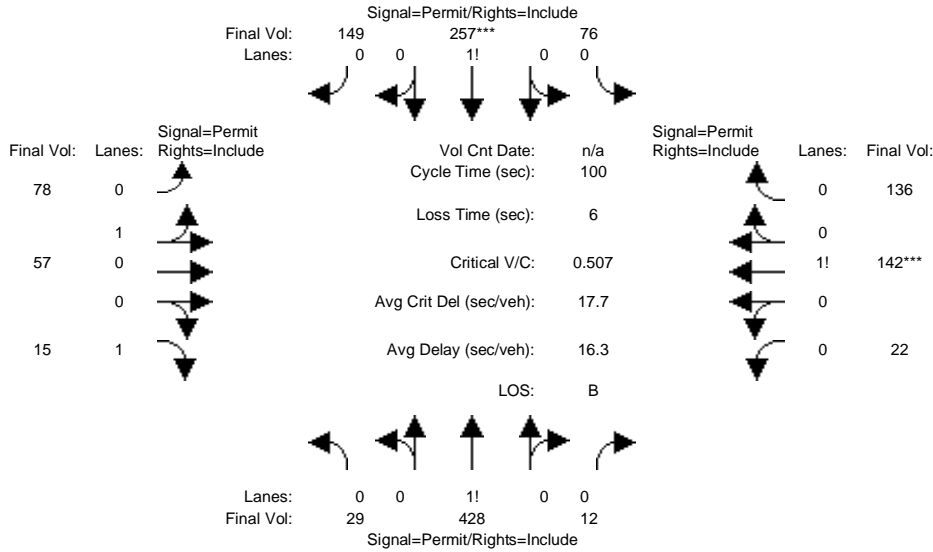 Signal=Permit/Rights=Include
Final Vol: 149 257*** 76
Lanes: 0 0 1! 0 0
Signal=Permit Signal=Permit
Final Vol: Lanes: Rights=Include Vol Cnt Date: n/a Rights=Include Lanes: Final Vol:
Cycle Time (sec): 100
78 0 0 136
Loss Time (sec): 6
1 0
57 0 Critical V/C: 0.507 1! 142***
0 Avg Crit Del (sec/veh): 17.7 0
15 1 Avg Delay (sec/veh): 16.3 0 22
LOS: B
Lanes: 0 0 1! 0 0
Final Vol: 29 428 12
Signal=Permit/Rights=Include